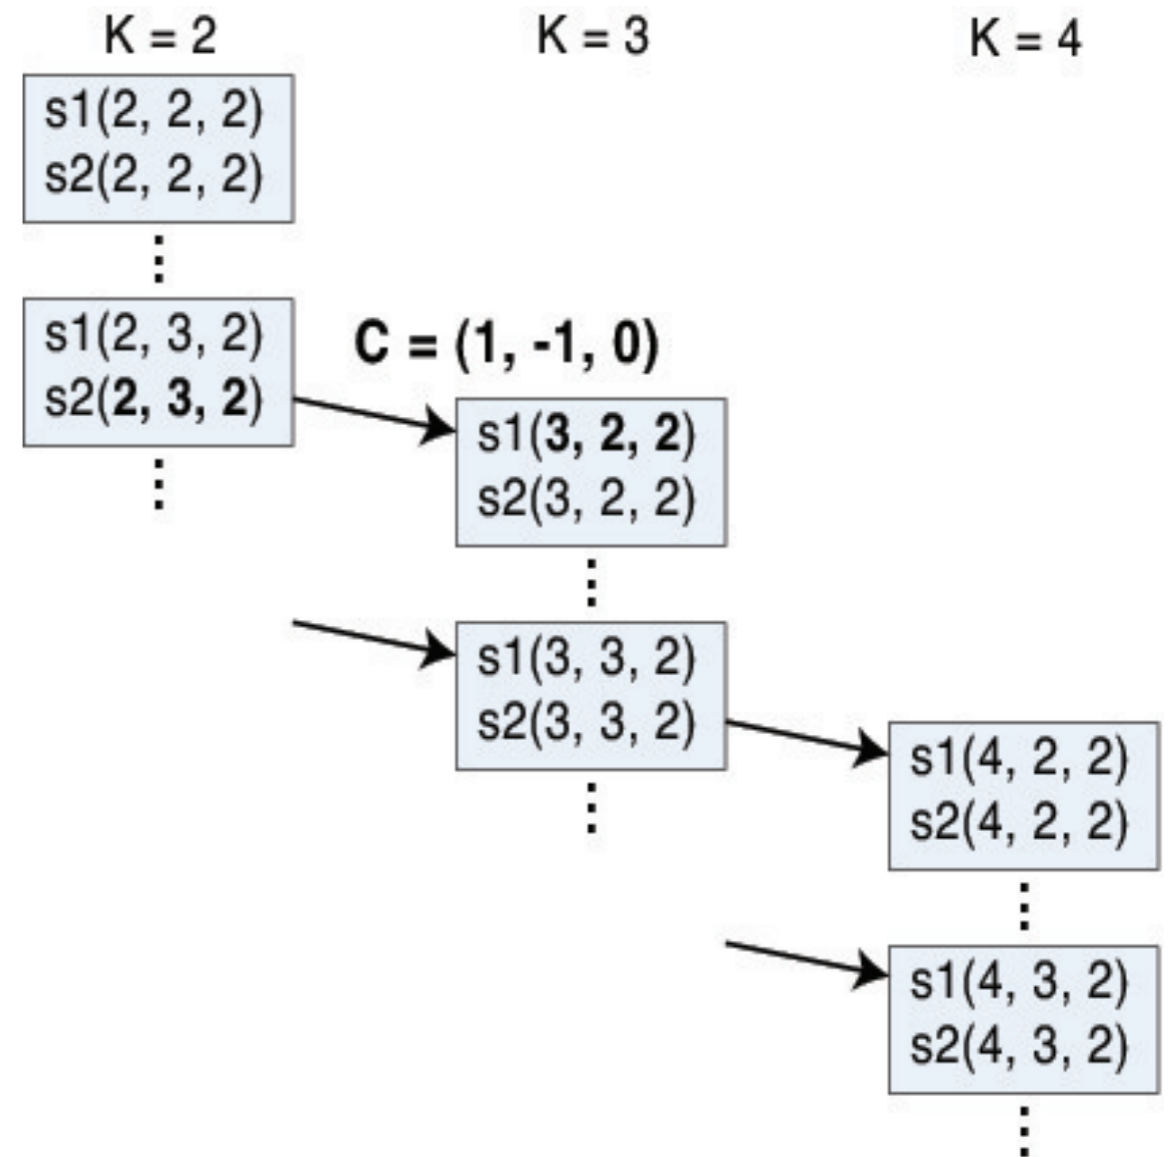 K = 2
K = 3
K = 4
s1(2, 2, 2)
s2(2, 2, 2)
s1(2, 3, 2)
s2(2, 3, 2)
C = (1, -1, 0)
s1(3, 2, 2)
s2(3, 2, 2)
s1(3, 3, 2)
s2(3, 3, 2)
s1(4, 2, 2)
s2(4, 2, 2)
s1(4, 3, 2)
s2(4, 3, 2)